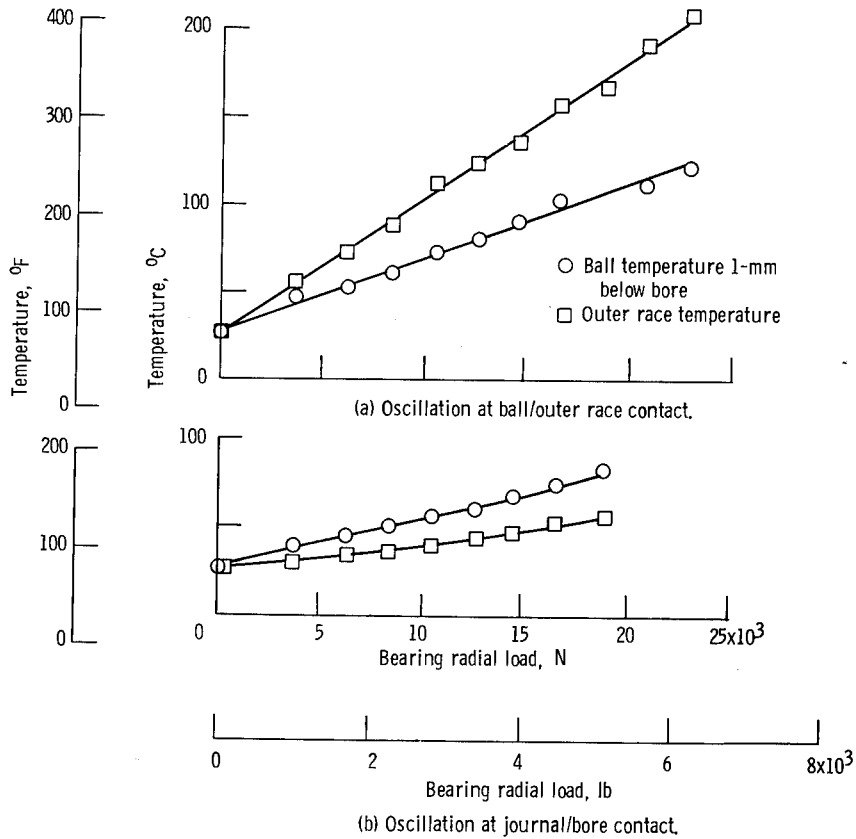 400
300
200
100
0
Temperature, °F
200
100
0
Temperature, °C
○ Ball temperature 1-mm
below bore
□ Outer race temperature
(a) Oscillation at ball/outer race contact.
200
100
0
100
0
5
10
15
20
25x10³
Bearing radial load, N
0
2
4
6
8x10³
Bearing radial load, lb
(b) Oscillation at journal/bore contact.